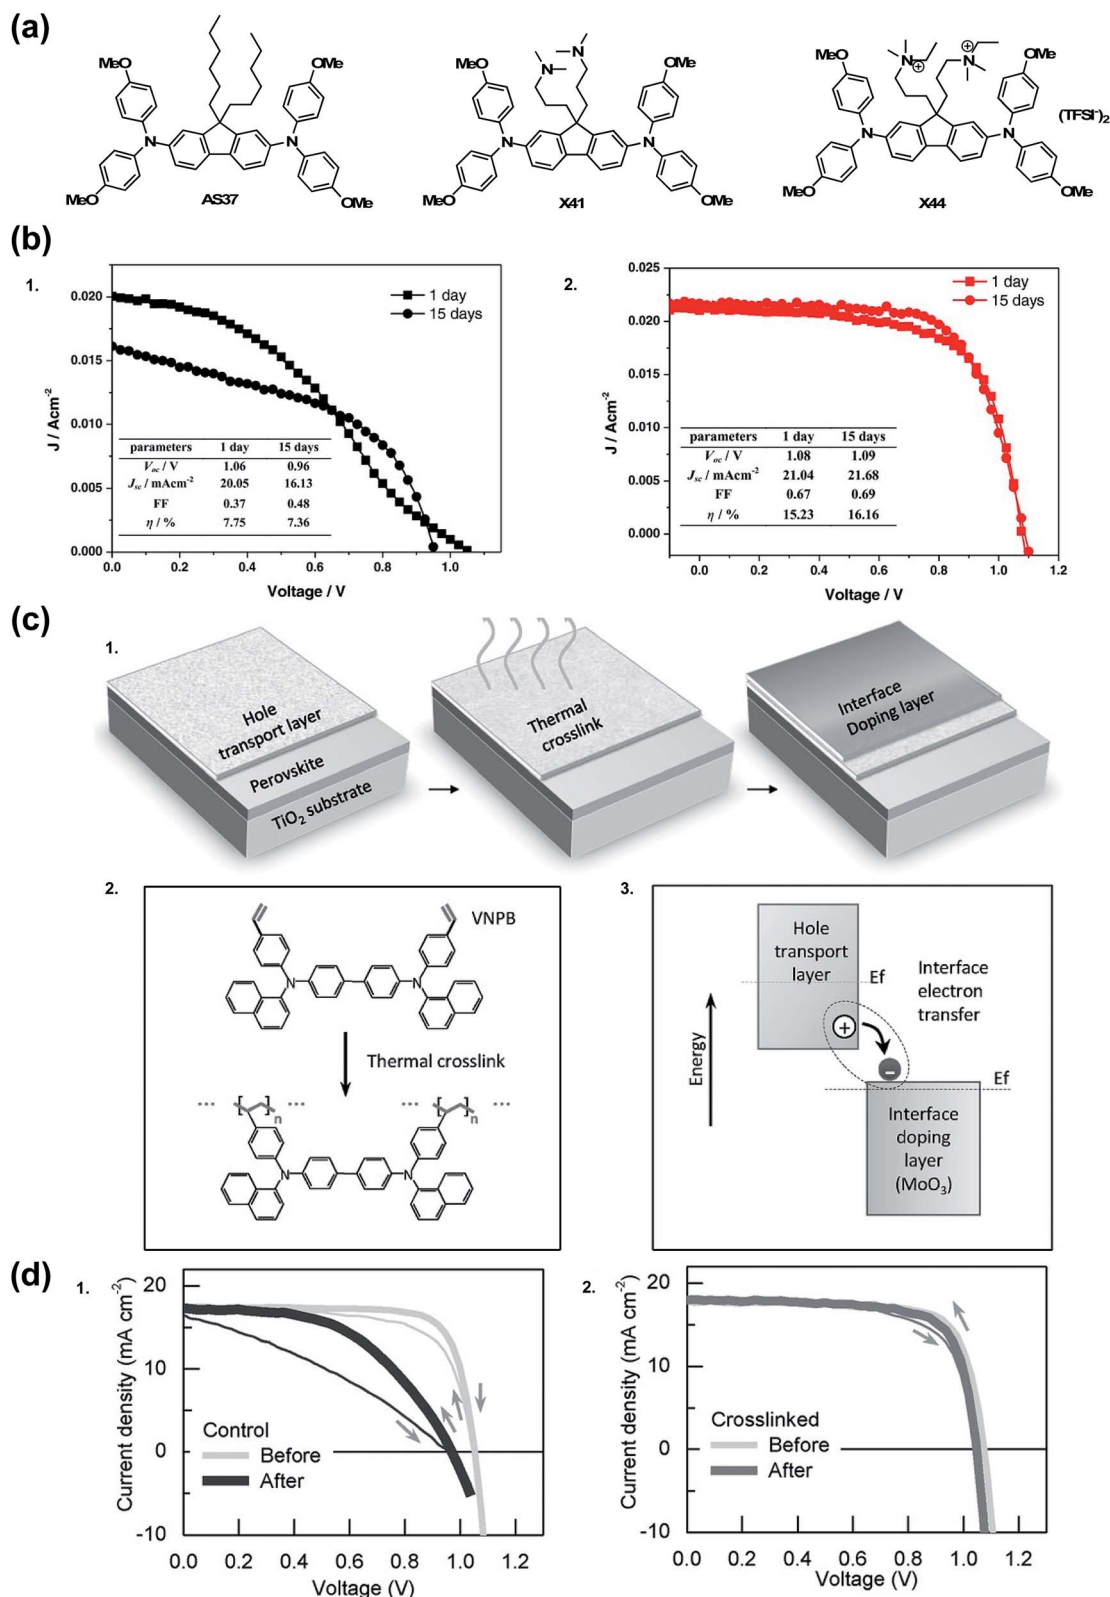 (a)
MeO
OMe
N
N
MeO
OMe
AS37
N
N
MeO
OMe
N
N
MeO
OMe
X41
N
+
N
+
MeO
OMe
N
N
MeO
OMe
(TFSI-)2
X44
(b)
1.
J / Acm-2
0.020
0.015
0.010
0.005
0.000
1 day
15 days
parameters 1 day 15 days
Voc / V 1.06 0.96
Jsc / mAcm-2 20.05 16.13
FF 0.37 0.48
η / % 7.75 7.36
0.0 0.2 0.4 0.6 0.8 1.0
Voltage / V
2.
J / Acm-2
0.025
0.020
0.015
0.010
0.005
0.000
1 day
15 days
parameters 1 day 15 days
Voc / V 1.08 1.09
Jsc / mAcm-2 21.04 21.68
FF 0.67 0.69
η / % 15.23 16.16
0.0 0.2 0.4 0.6 0.8 1.0 1.2
Voltage / V
(c)
1.
Hole
transport layer
Perovskite
TiO2 substrate
Thermal
crosslink
Interface
Doping layer
2.
VNPB
N
N
Thermal crosslink
... [ ]n ...
... [ ]n ...
N
N
3.
Energy
Hole
transport
layer
Ef
+
Interface
electron
transfer
−
Ef
Interface
doping
layer
(MoO3)
(d)
1.
Current density (mA cm-2)
20
10
0
-10
Control
Before
After
0.0 0.2 0.4 0.6 0.8 1.0 1.2
Voltage (V)
2.
Current density (mA cm-2)
20
10
0
-10
Crosslinked
Before
After
0.0 0.2 0.4 0.6 0.8 1.0 1.2
Voltage (V)